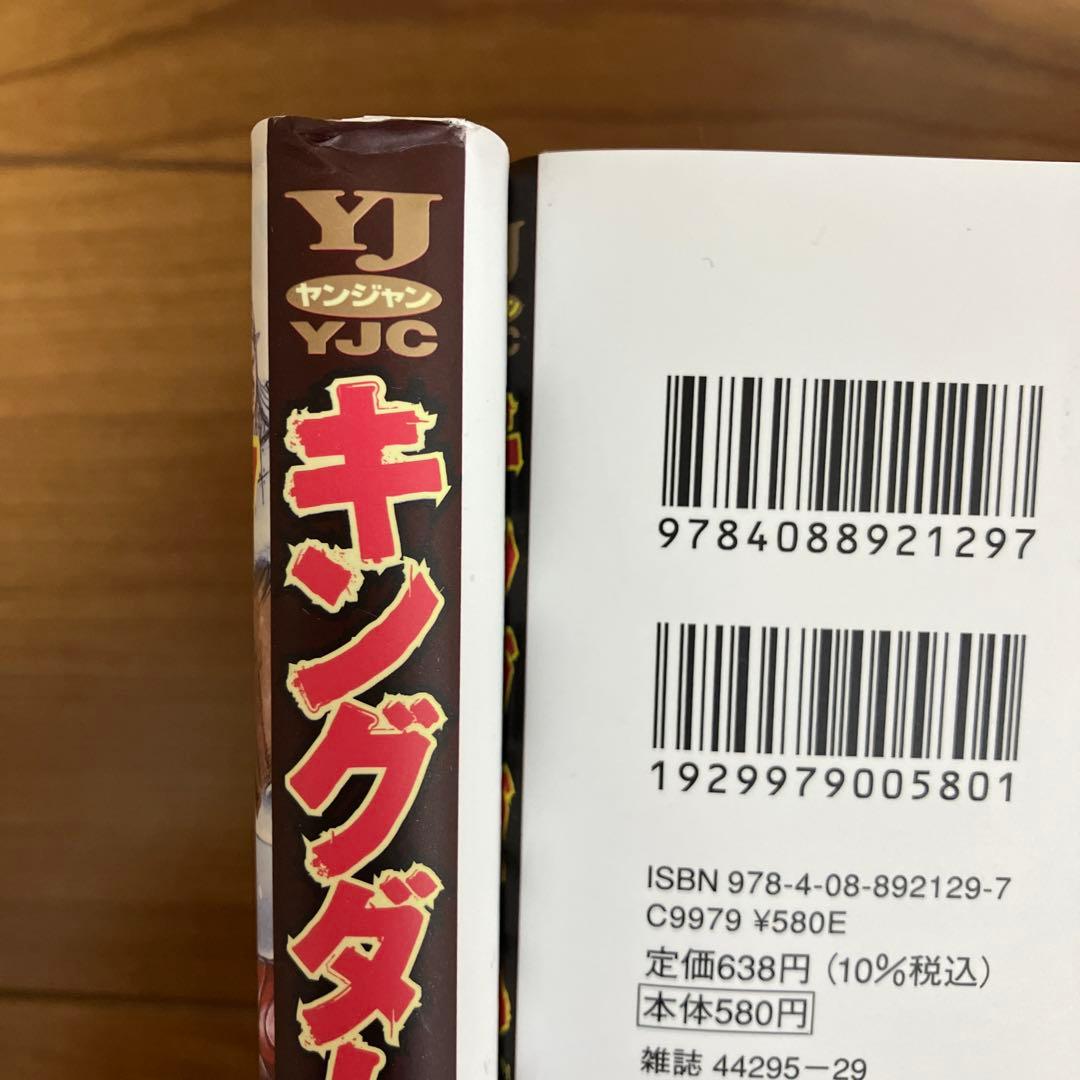 YJ
ヤンジャン
YJC
キングダ
9784088921297
1929979005801
ISBN 978-4-08-892129-7
C9979 ¥580E
定価638円 (10%税込)
本体580円
雑誌 44295-29